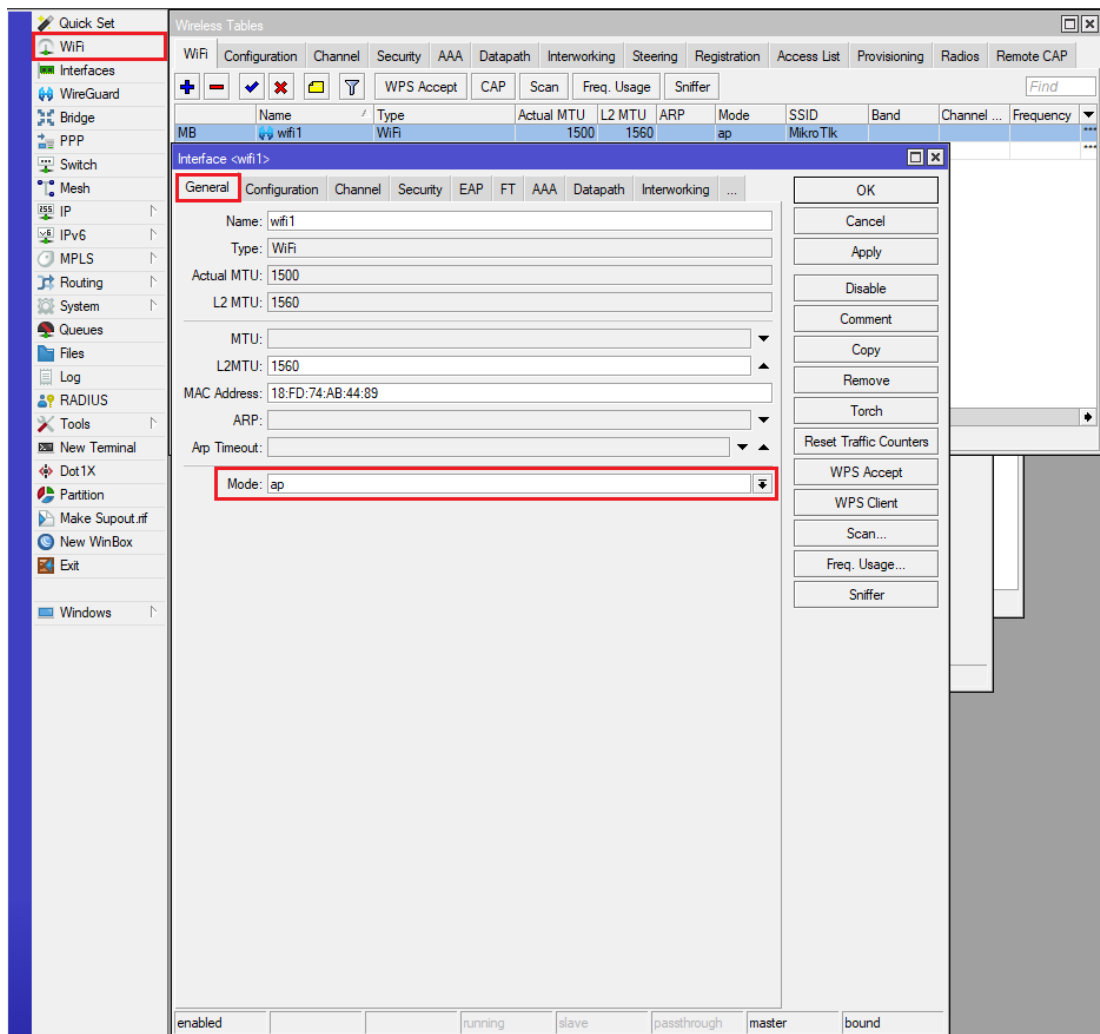 Quick Set
WiFi
Interfaces
WireGuard
Bridge
PPP
Switch
Mesh
IP
IPv6
MPLS
Routing
System
Queues
Files
Log
RADIUS
Tools
New Terminal
Dot1X
Partition
Make Supout.rif
New WinBox
Exit
Windows
Wireless Tables
WiFi Configuration Channel Security AAA Datapath Interworking Steering Registration Access List Provisioning Radios Remote CAP
WPS Accept CAP Scan Freq. Usage Sniffer Find
Name / Type Actual MTU L2 MTU ARP Mode SSID Band Channel ... Frequency
MB wifi1 WiFi 1500 1560 ap MikroTIk
Interface <wifi1>
General Configuration Channel Security EAP FT AAA Datapath Interworking ...
Name: wifi1
Type: WiFi
Actual MTU: 1500
L2 MTU: 1560
MTU:
L2MTU: 1560
MAC Address: 18:FD:74:AB:44:89
ARP:
Arp Timeout:
Mode: ap
OK
Cancel
Apply
Disable
Comment
Copy
Remove
Torch
Reset Traffic Counters
WPS Accept
WPS Client
Scan...
Freq. Usage...
Sniffer
enabled running slave passthrough master bound